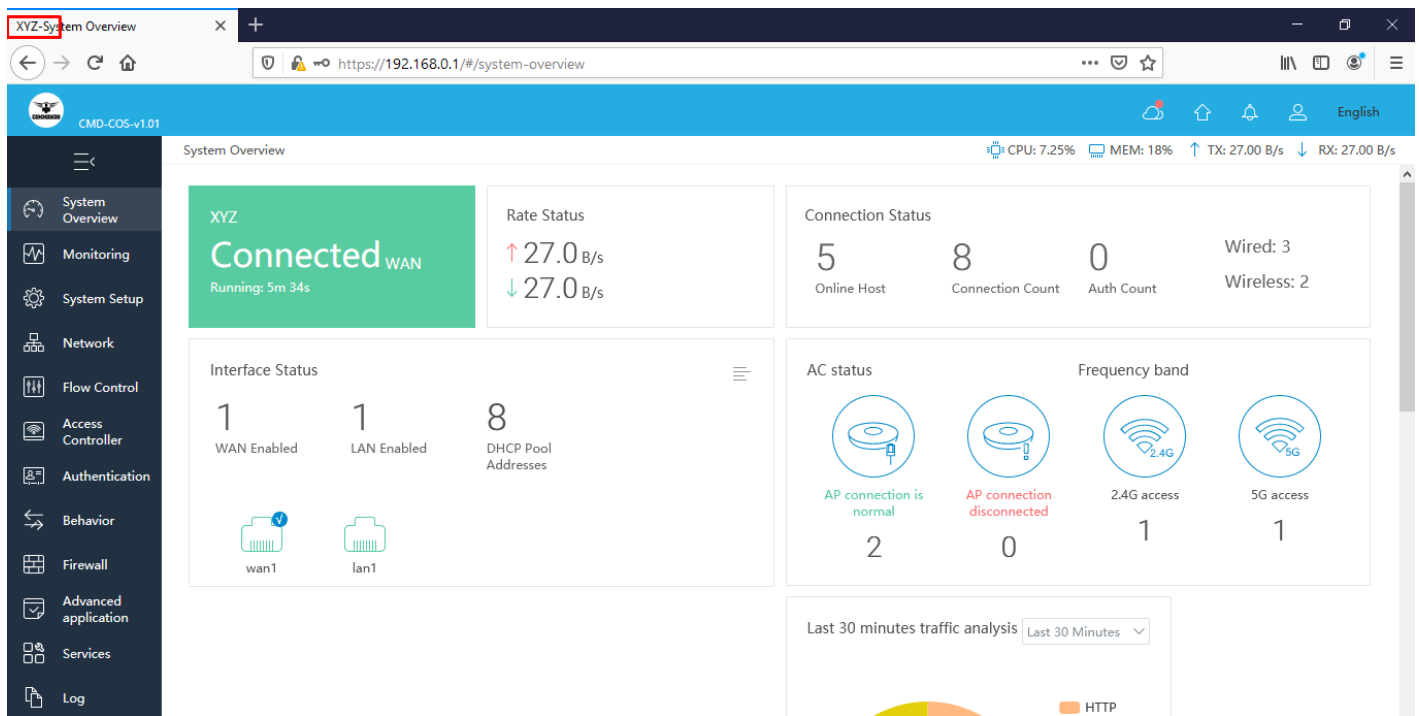 XYZ-System Overview
https://192.168.0.1/#/system-overview
COMMANDO
CMD-COS-v1.01
English
System Overview
CPU: 7.25% MEM: 18% TX: 27.00 B/s RX: 27.00 B/s
System
Overview
Monitoring
System Setup
Network
Flow Control
Access
Controller
Authentication
Behavior
Firewall
Advanced
application
Services
Log
XYZ
Connected WAN
Running: 5m 34s
Rate Status
27.0 B/s
27.0 B/s
Connection Status
5
Online Host
8
Connection Count
0
Auth Count
Wired: 3
Wireless: 2
Interface Status
1
WAN Enabled
1
LAN Enabled
8
DHCP Pool
Addresses
wan1
lan1
AC status
AP connection is
normal
2
AP connection
disconnected
0
Frequency band
2.4G
2.4G access
1
5G
5G access
1
Last 30 minutes traffic analysis
Last 30 Minutes
HTTP